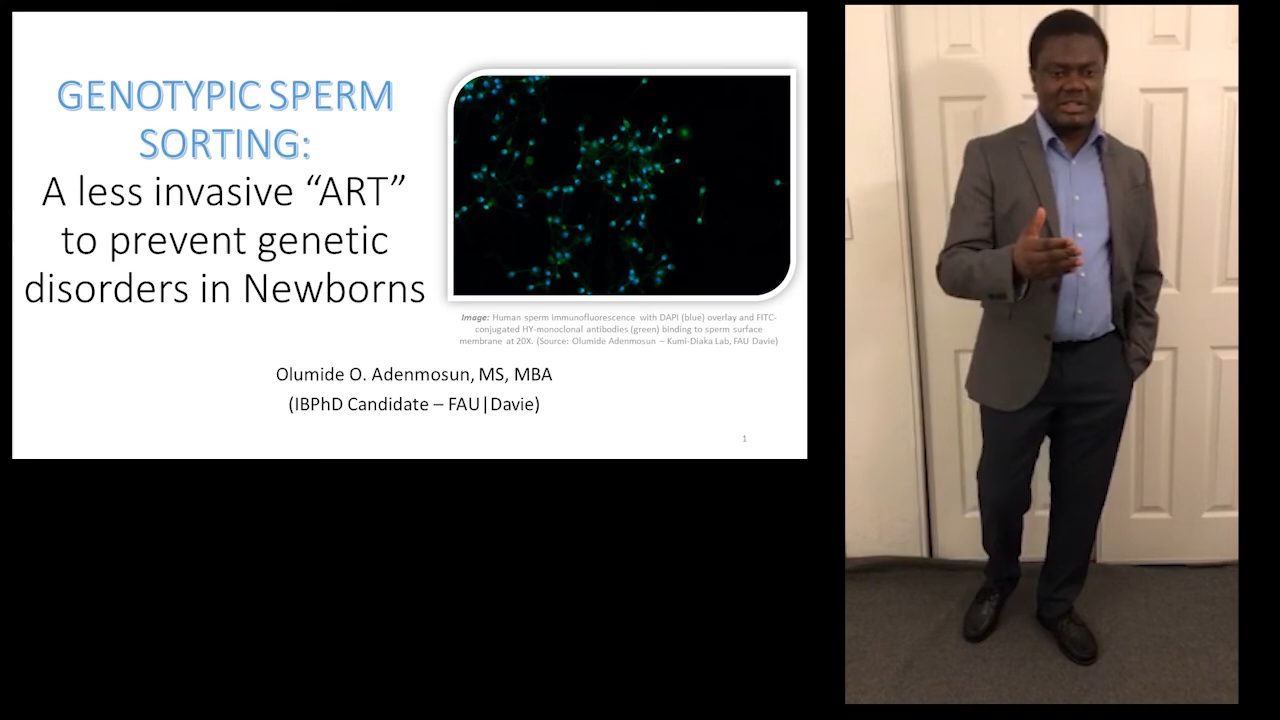 GENOTYPIC SPERM
SORTING:
A less invasive “ART”
to prevent genetic
disorders in Newborns
Image: Human sperm immunofluorescence with DAPI (blue) overlay and FITC-
conjugated HY-monoclonal antibodies (green) binding to sperm surface
membrane at 20X. (Source: Olumide Adenmosun – Kumi-Diaka Lab, FAU Davie)
Olumide O. Adenmosun, MS, MBA
(IBPhD Candidate – FAU|Davie)
1